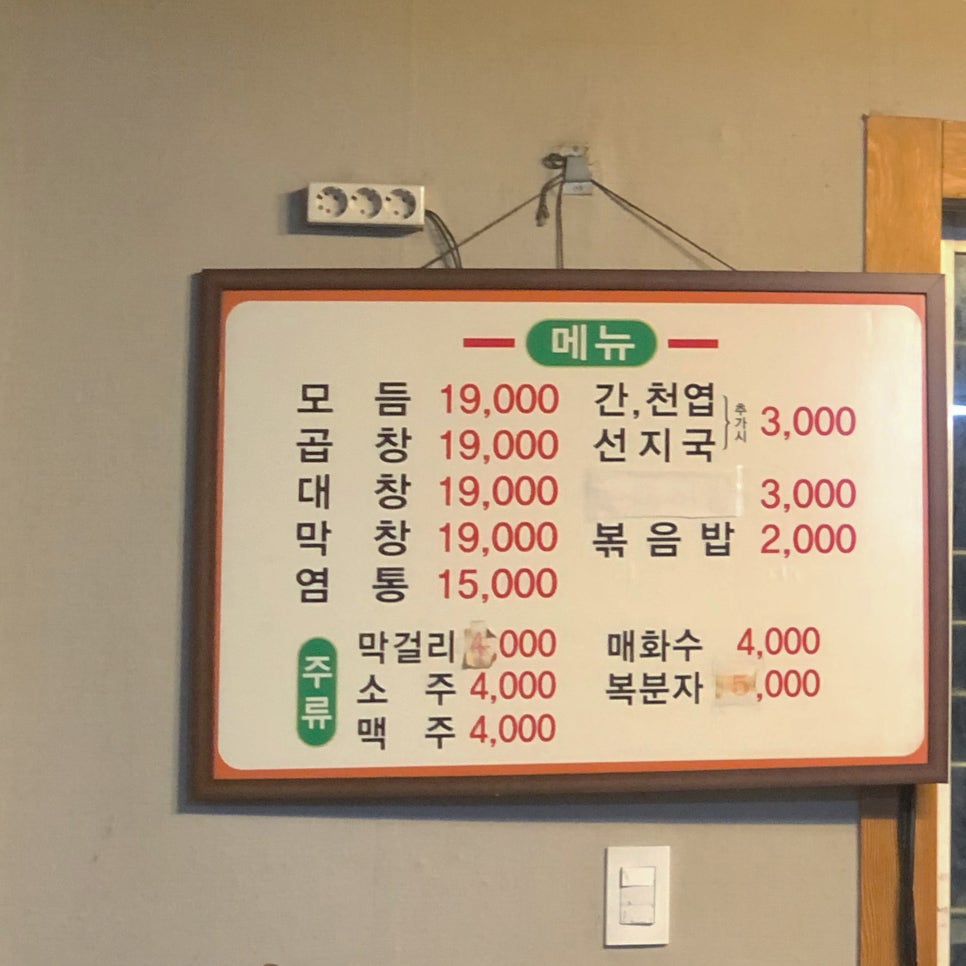 메뉴
모듬 19,000
곱창 19,000
대창 19,000
막창 19,000
염통 15,000
간,천엽
선지국
추가시 3,000
3,000
볶음밥 2,000
주류
막걸리 4,000
소주 4,000
맥주 4,000
매화수 4,000
복분자 5,000